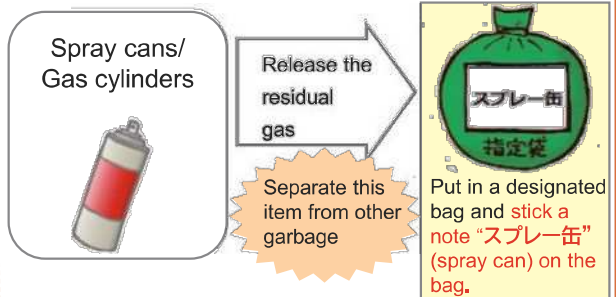 Spray cans/
Gas cylinders
Release the
residual
gas
Separate this
item from other
garbage
スプレー缶
指定袋
Put in a designated
bag and stick a
note “スプレー缶”
(spray can) on the
bag.